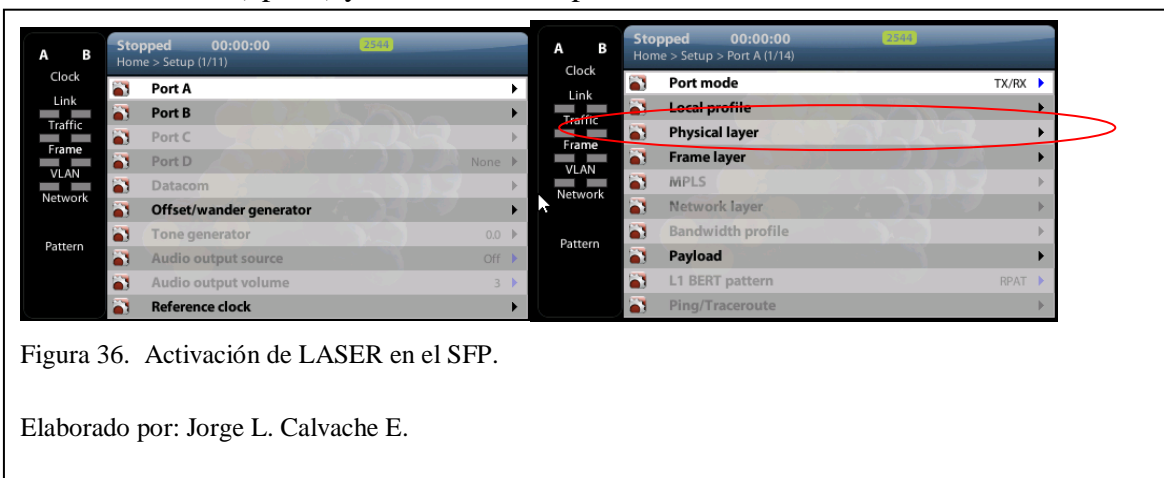 A B
Clock
Link
Traffic
Frame
VLAN
Network
Pattern
Stopped 00:00:00 2544
Home > Setup (1/11)
Port A
Port B
Port C
Port D None
Datacom
Offset/wander generator
Tone generator 0.0
Audio output source Off
Audio output volume 3
Reference clock
A B
Clock
Link
Traffic
Frame
VLAN
Network
Pattern
Stopped 00:00:00 2544
Home > Setup > Port A (1/14)
Port mode TX/RX
Local profile
Physical layer
Frame layer
MPLS
Network layer
Bandwidth profile
Payload
L1 BERT pattern RPAT
Ping/Traceroute
Figura 36. Activación de LASER en el SFP.
Elaborado por: Jorge L. Calvache E.